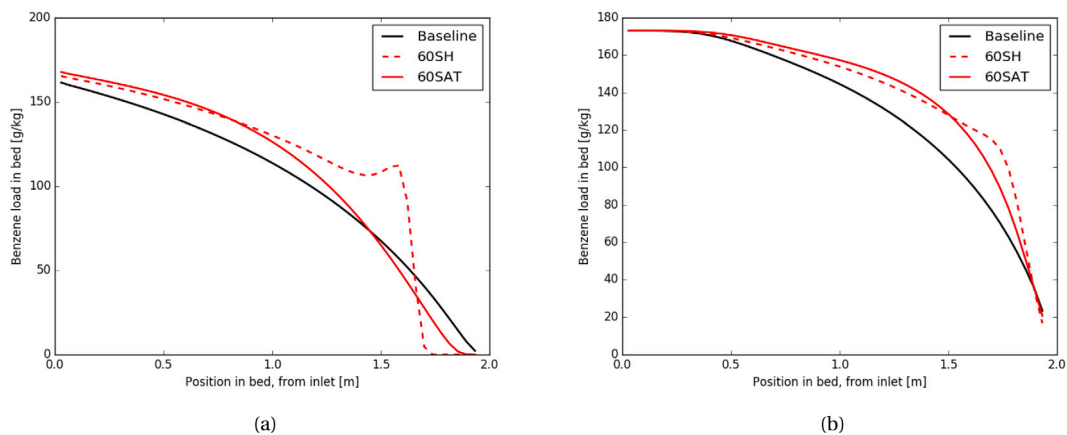 200
150
100
50
0
0.0 0.5 1.0 1.5 2.0
Benzene load in bed [g/kg]
Position in bed, from inlet [m]
Baseline
60SH
60SAT
(a)
180
160
140
120
100
80
60
40
20
0
0.0 0.5 1.0 1.5 2.0
Benzene load in bed [g/kg]
Position in bed, from inlet [m]
Baseline
60SH
60SAT
(b)